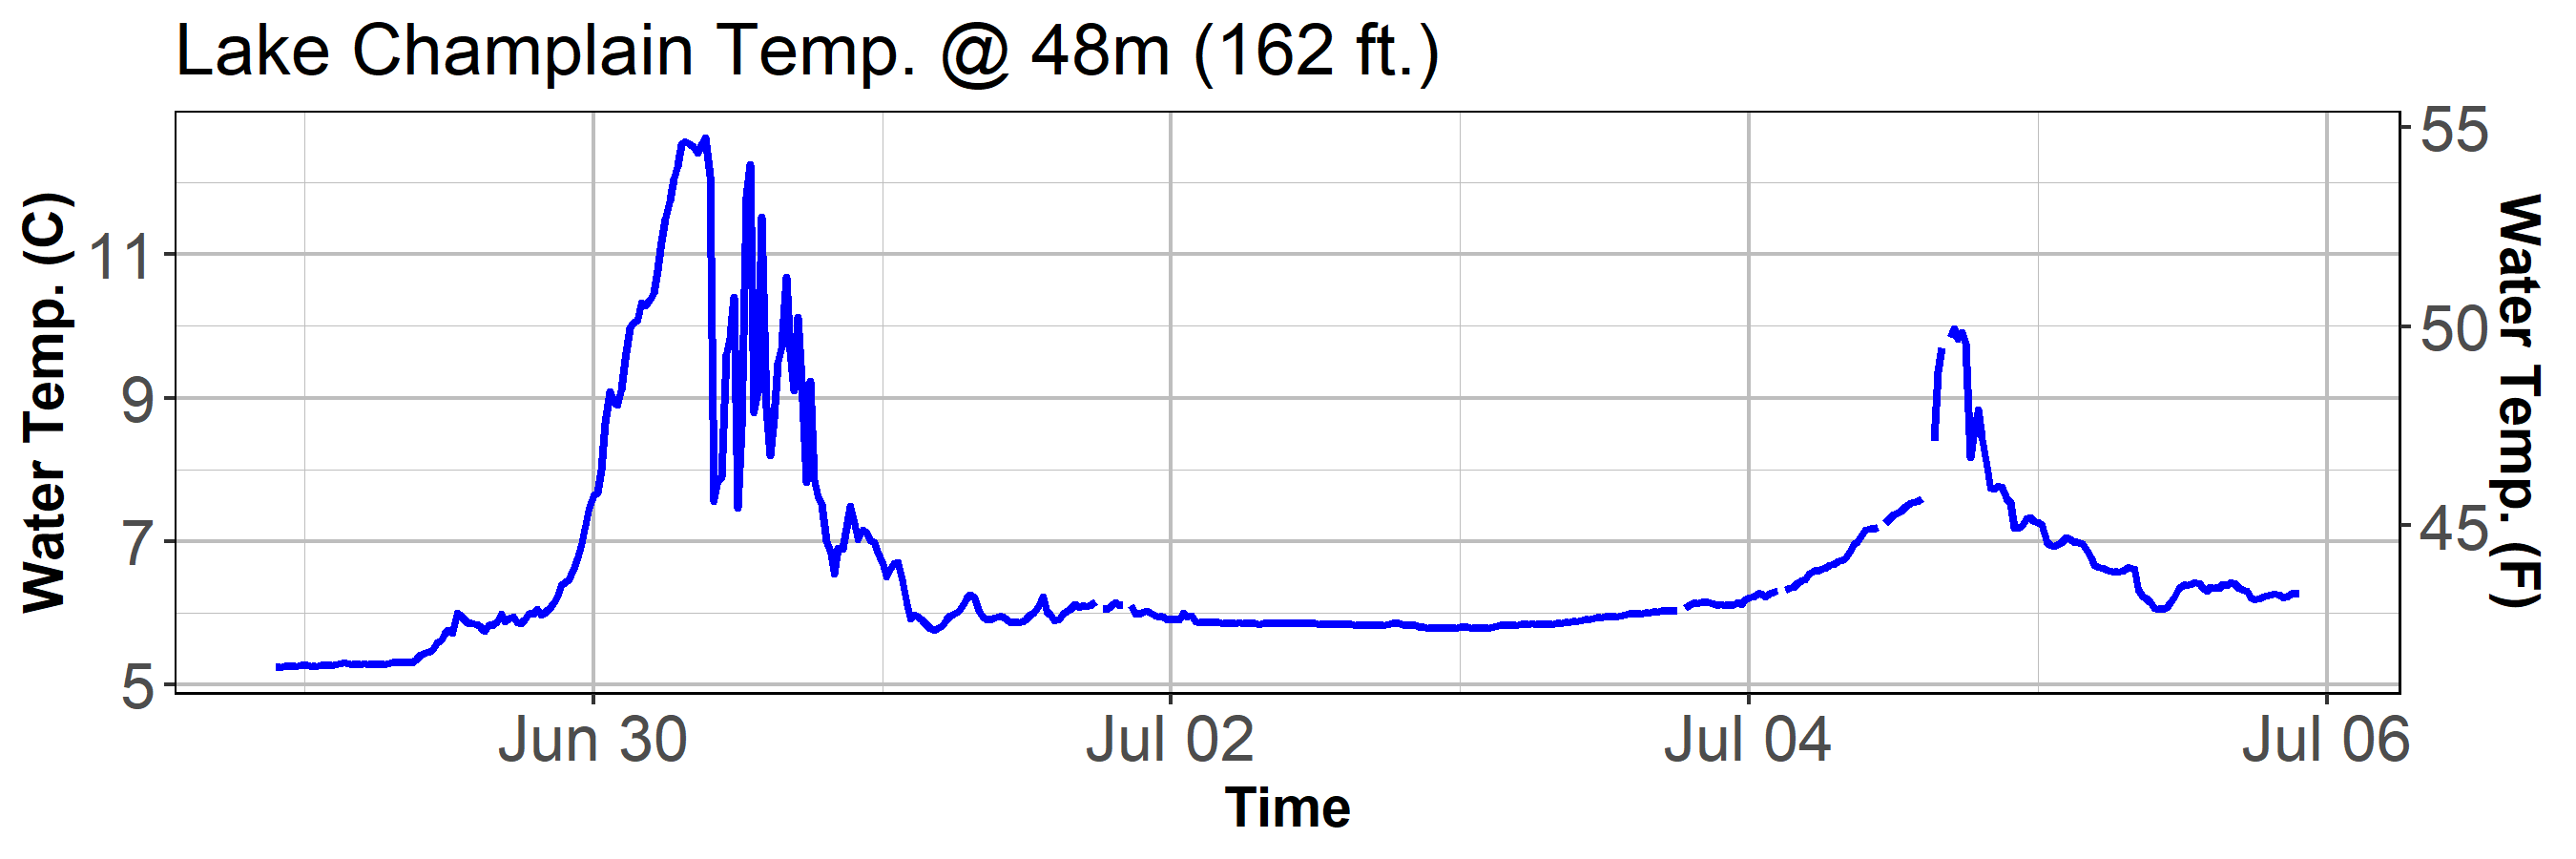 Lake Champlain Temp. @ 48m (162 ft.)
Water Temp. (C)
11
9
7
5
55
50
45
Water Temp. (F)
Jun 30
Jul 02
Jul 04
Jul 06
Time